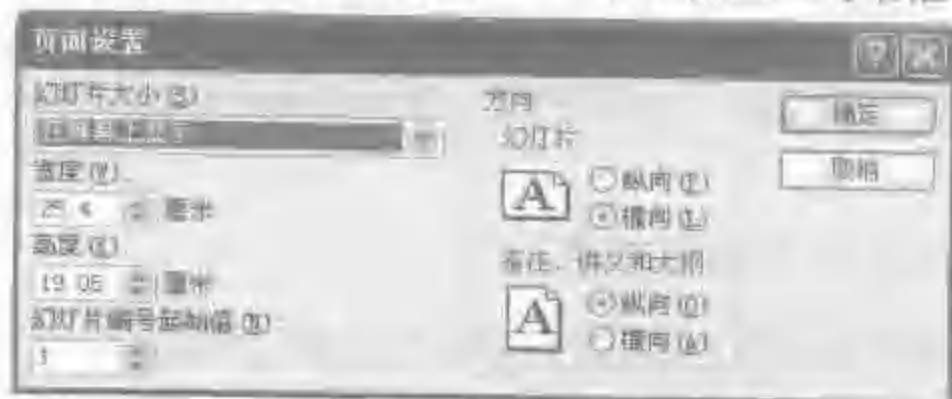 页面设置
幻灯片大小(S)
宽度(W)
25.4 厘米
高度(E)
19.05 厘米
幻灯片编号起始值(N)
1
方向
幻灯片
A 纵向(P)
横向(L)
备注、讲义和大纲
A 纵向(O)
横向(A)
确定
取消